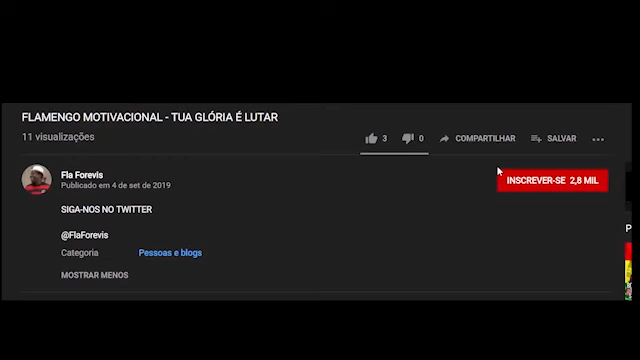 FLAMENGO MOTIVACIONAL - TUA GLÓRIA É LUTAR
11 visualizações
3
0
COMPARTILHAR
SALVAR
Fla Forevis
Publicado em 4 de set de 2019
INSCREVER-SE 2,8 MIL
SIGA-NOS NO TWITTER
@FlaForevis
Categoria
Pessoas e blogs
MOSTRAR MENOS
P